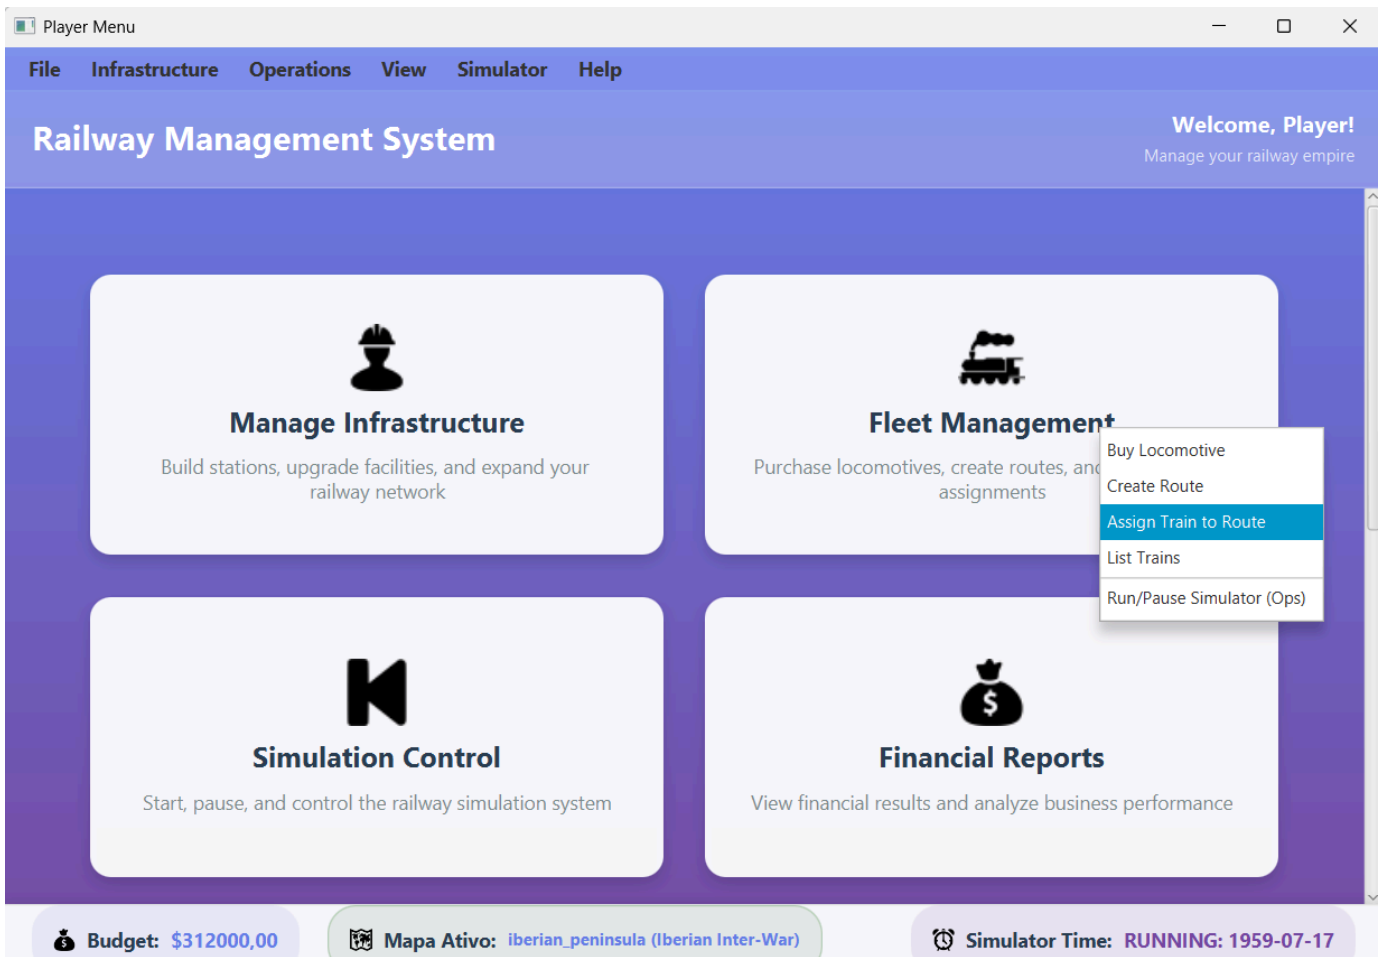 Player Menu
File Infrastructure Operations View Simulator Help
Railway Management System
Welcome, Player!
Manage your railway empire
Manage Infrastructure
Build stations, upgrade facilities, and expand your
railway network
Fleet Management
Purchase locomotives, create routes, and
assignments
Buy Locomotive
Create Route
Assign Train to Route
List Trains
Run/Pause Simulator (Ops)
Simulation Control
Start, pause, and control the railway simulation system
$
Financial Reports
View financial results and analyze business performance
Budget: $312000,00
Mapa Ativo: iberian_peninsula (Iberian Inter-War)
Simulator Time: RUNNING: 1959-07-17